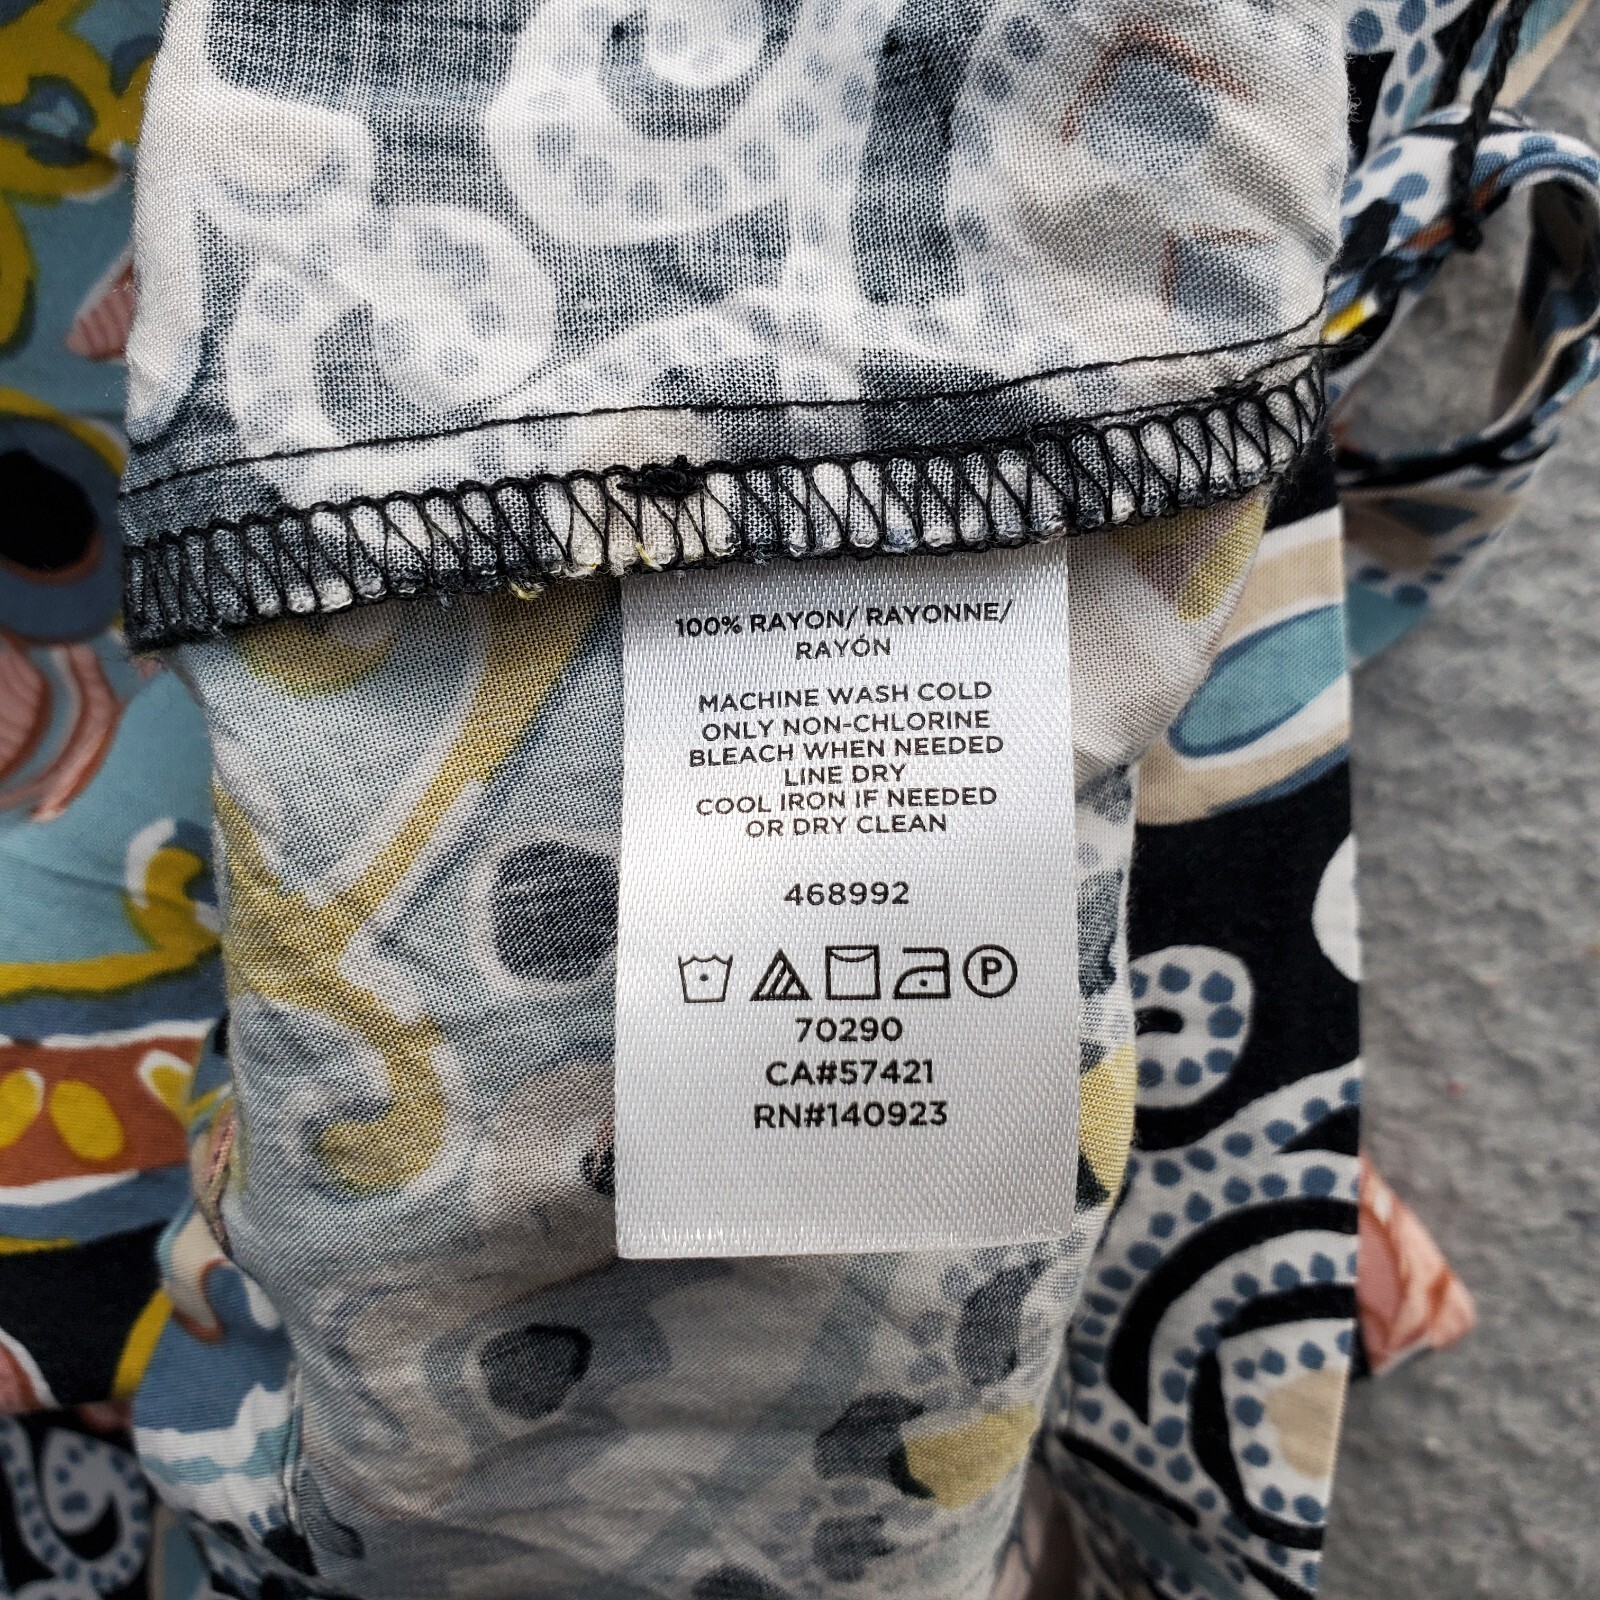 100% RAYON/ RAYONNE/
RAYÓN
MACHINE WASH COLD
ONLY NON-CHLORINE
BLEACH WHEN NEEDED
LINE DRY
COOL IRON IF NEEDED
OR DRY CLEAN
468992
P
70290
CA#57421
RN#140923